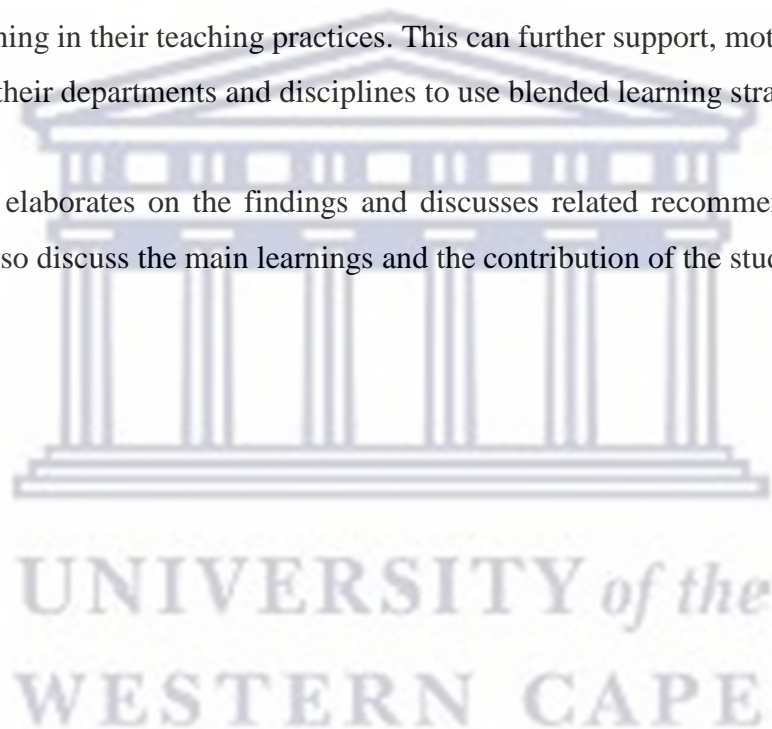 ning in their teaching practices. This can further support, mot
their departments and disciplines to use blended learning stra
elaborates on the findings and discusses related recommen
so discuss the main learnings and the contribution of the stud
UNIVERSITY of the
WESTERN CAPE